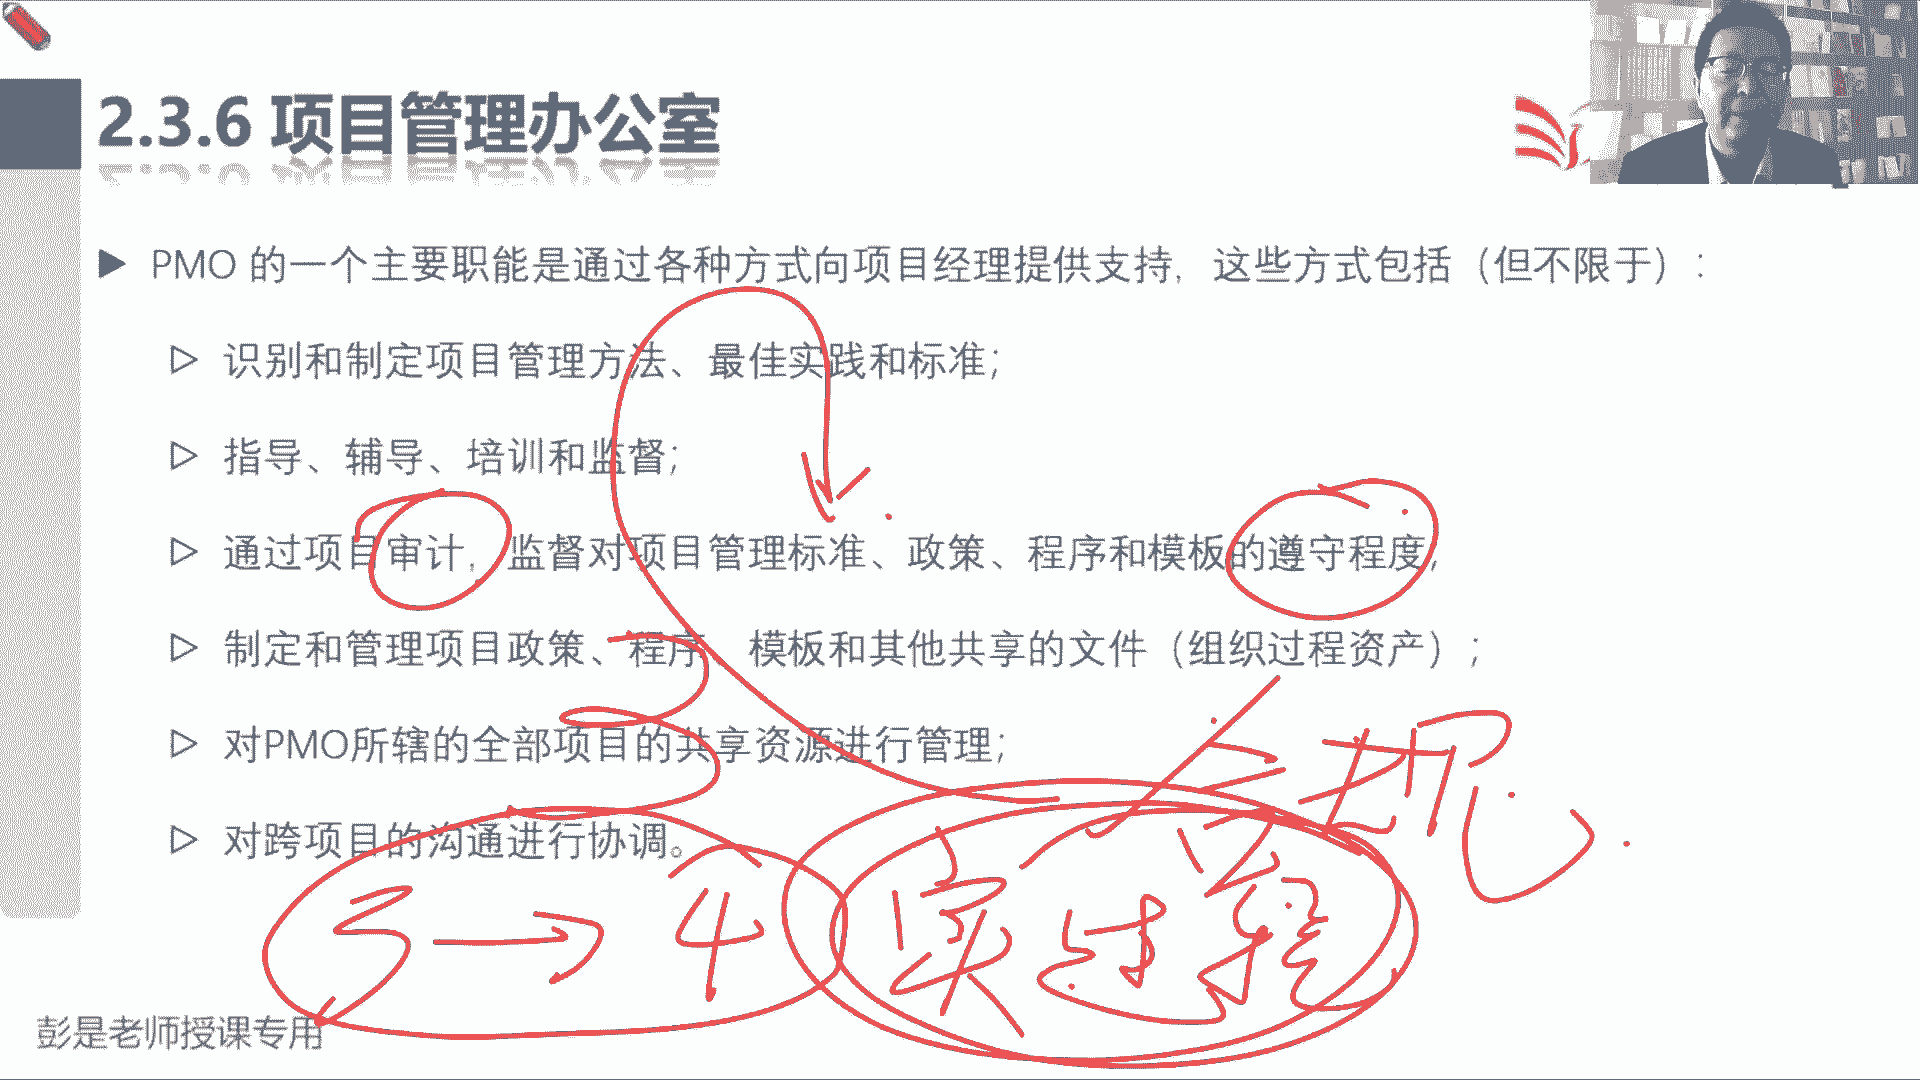 2.3.6 项目管理办公室
PMO 的一个主要职能是通过各种方式向项目经理提供支持，这些方式包括（但不限于）：
识别和制定项目管理方法、最佳实践和标准；
指导、辅导、培训和监督；
通过项目审计，监督对项目管理标准、政策、程序和模板的遵守程度；
制定和管理项目政策、程序、模板和其他共享的文件（组织过程资产）；
对PMO所辖的全部项目的共享资源进行管理；
对跨项目的沟通进行协调。
5 → 4 实过程
彭是老师授课专用